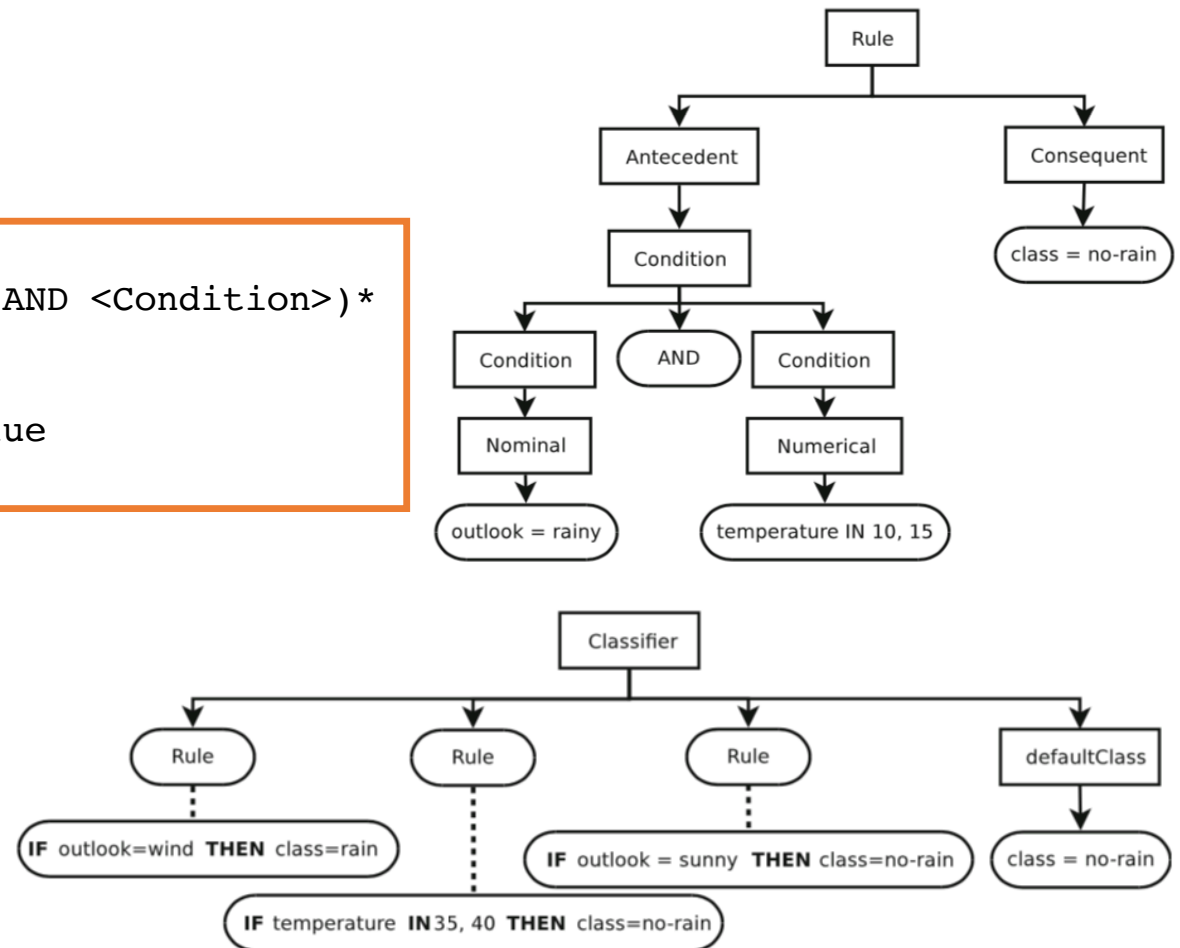 Rule
Antecedent
Consequent
Condition
class = no-rain
AND <Condition>)*
Condition
AND
Condition
Nominal
Numerical
outlook = rainy
temperature IN 10, 15
Classifier
Rule
Rule
Rule
defaultClass
IF outlook=wind THEN class=rain
IF outlook = sunny THEN class=no-rain
class = no-rain
IF temperature IN35, 40 THEN class=no-rain